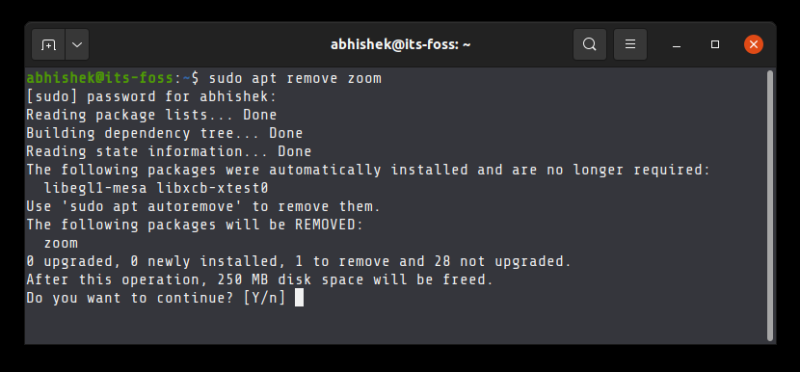 abhishek@its-foss: ~
abhishek@its-foss:~$ sudo apt remove zoom
[sudo] password for abhishek:
Reading package lists... Done
Building dependency tree... Done
Reading state information... Done
The following packages were automatically installed and are no longer required:
  libegl1-mesa libxcb-xtest0
Use 'sudo apt autoremove' to remove them.
The following packages will be REMOVED:
  zoom
0 upgraded, 0 newly installed, 1 to remove and 28 not upgraded.
After this operation, 250 MB disk space will be freed.
Do you want to continue? [Y/n]